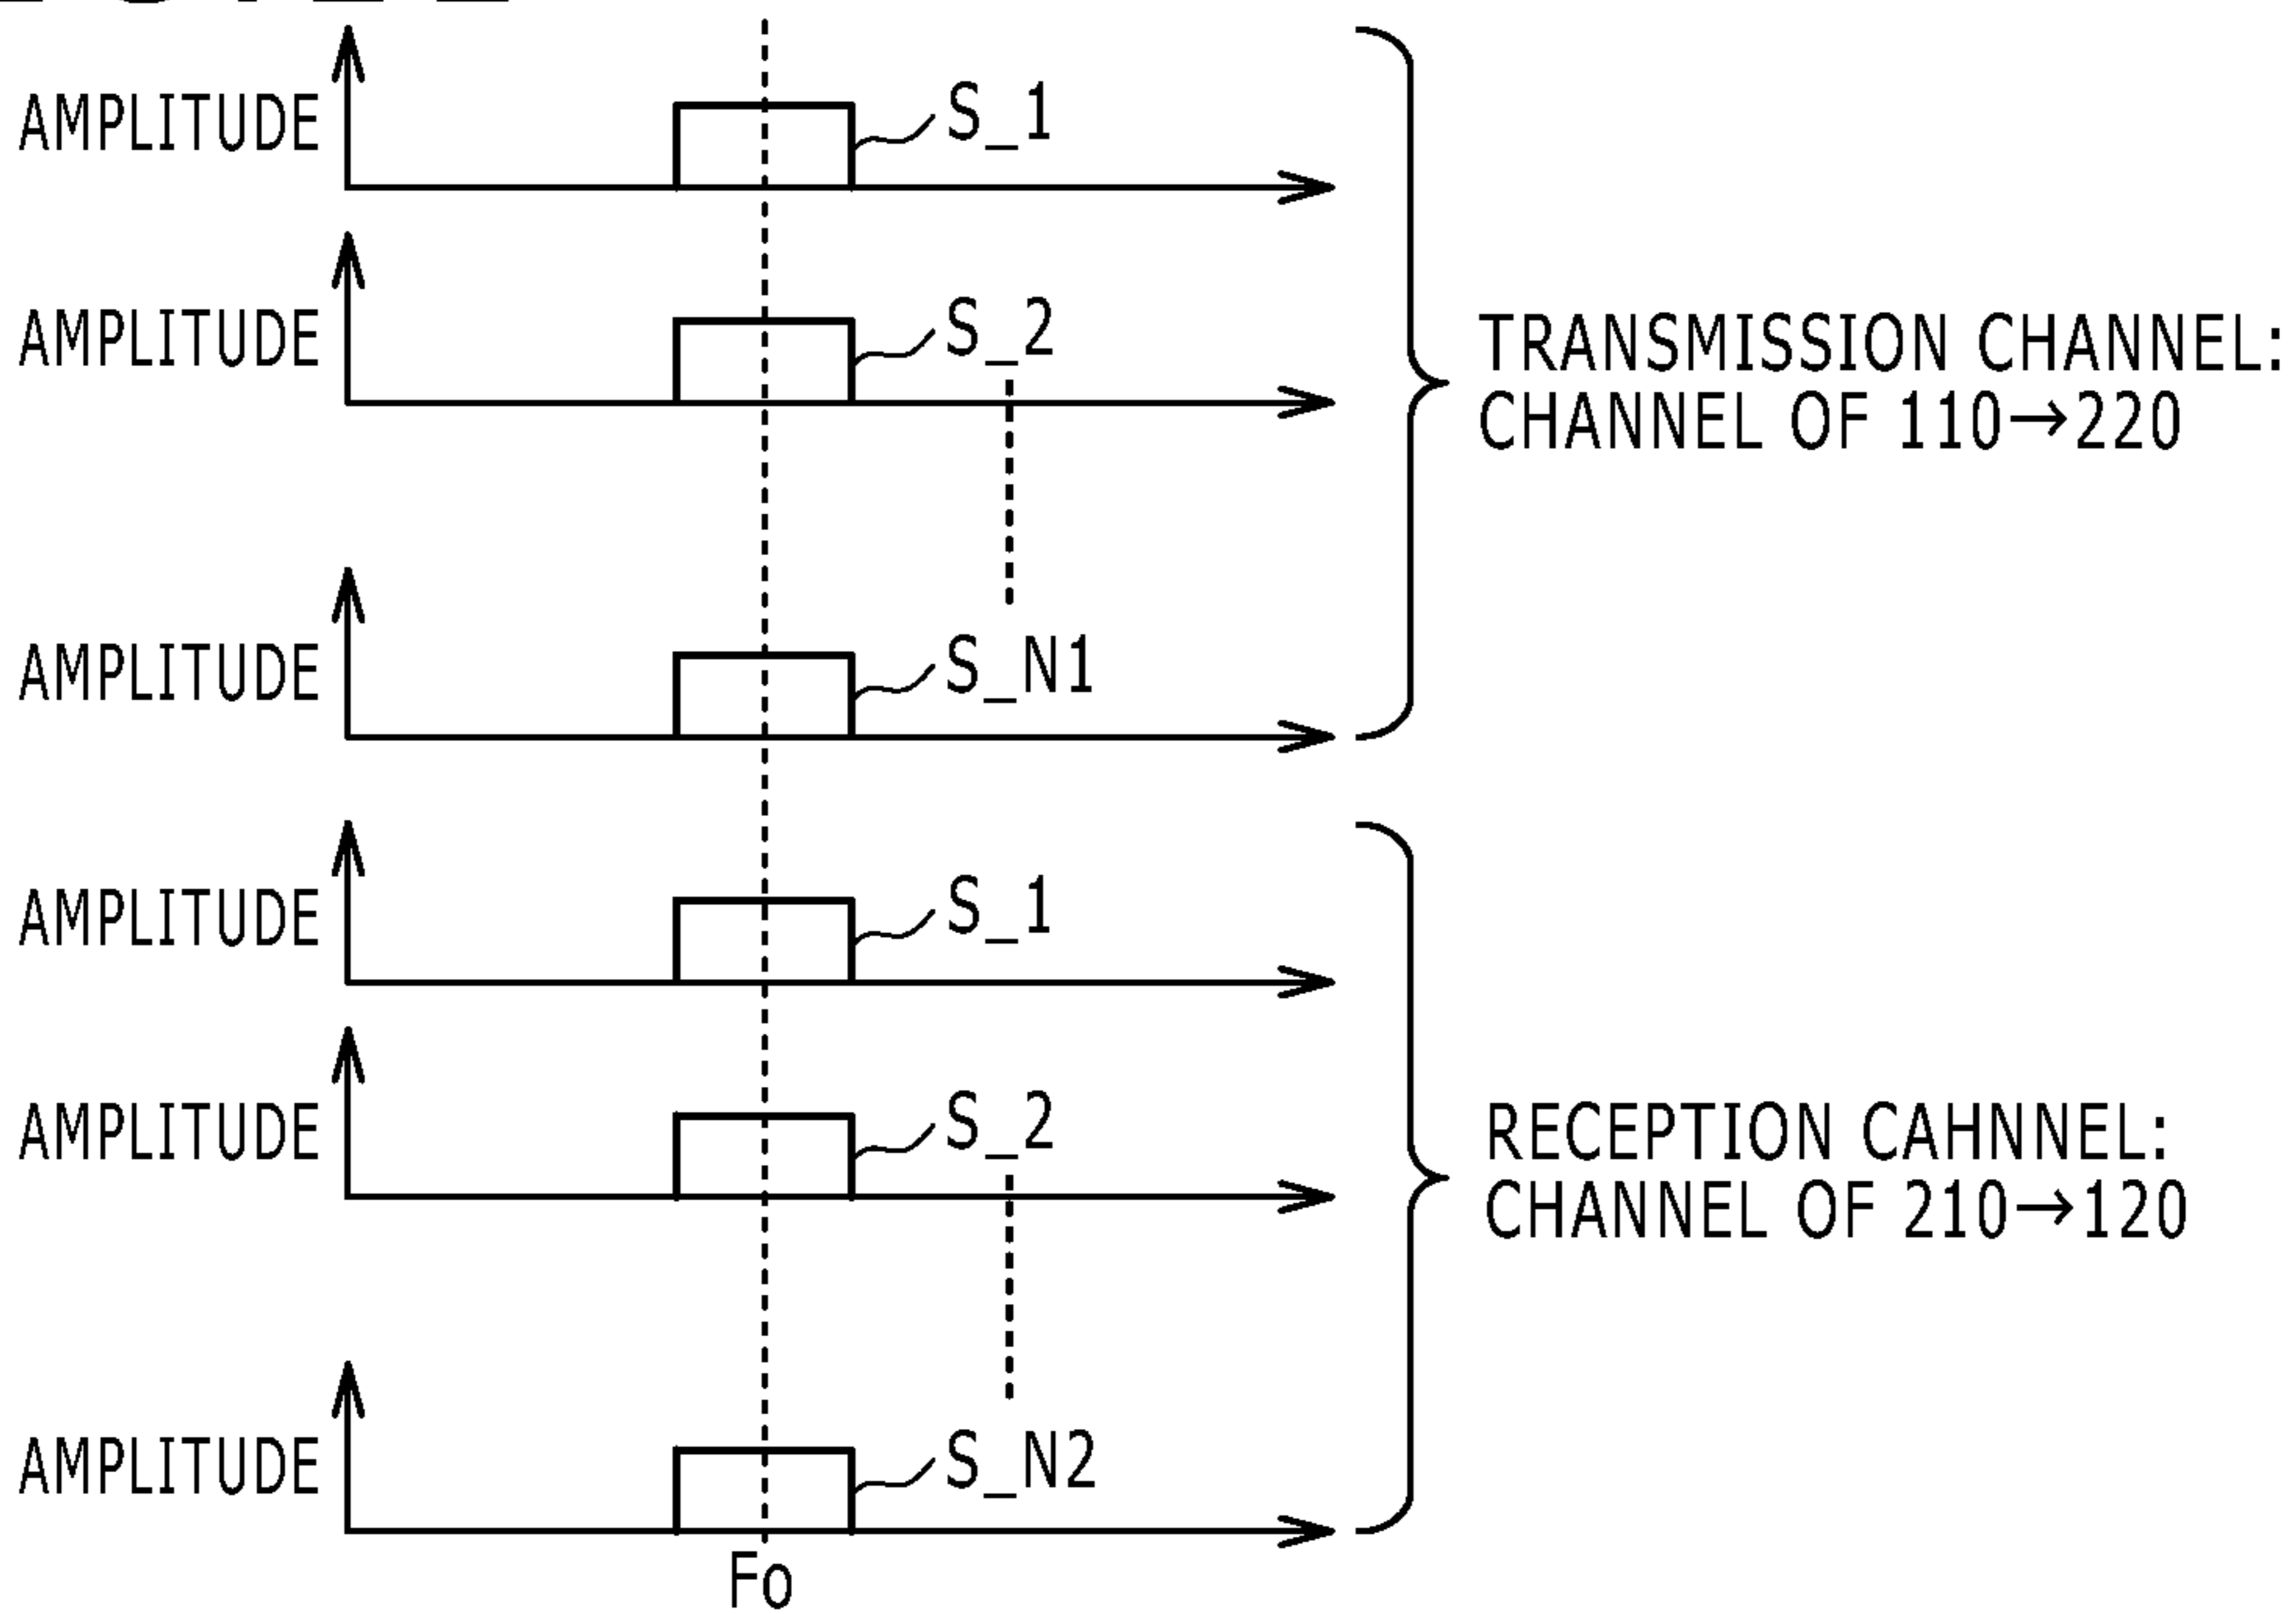 AMPLITUDE
S_1
AMPLITUDE
S_2
TRANSMISSION CHANNEL:
CHANNEL OF 110→220
AMPLITUDE
S_N1
AMPLITUDE
S_1
AMPLITUDE
S_2
RECEPTION CAHNNEL:
CHANNEL OF 210→120
AMPLITUDE
S_N2
Fo